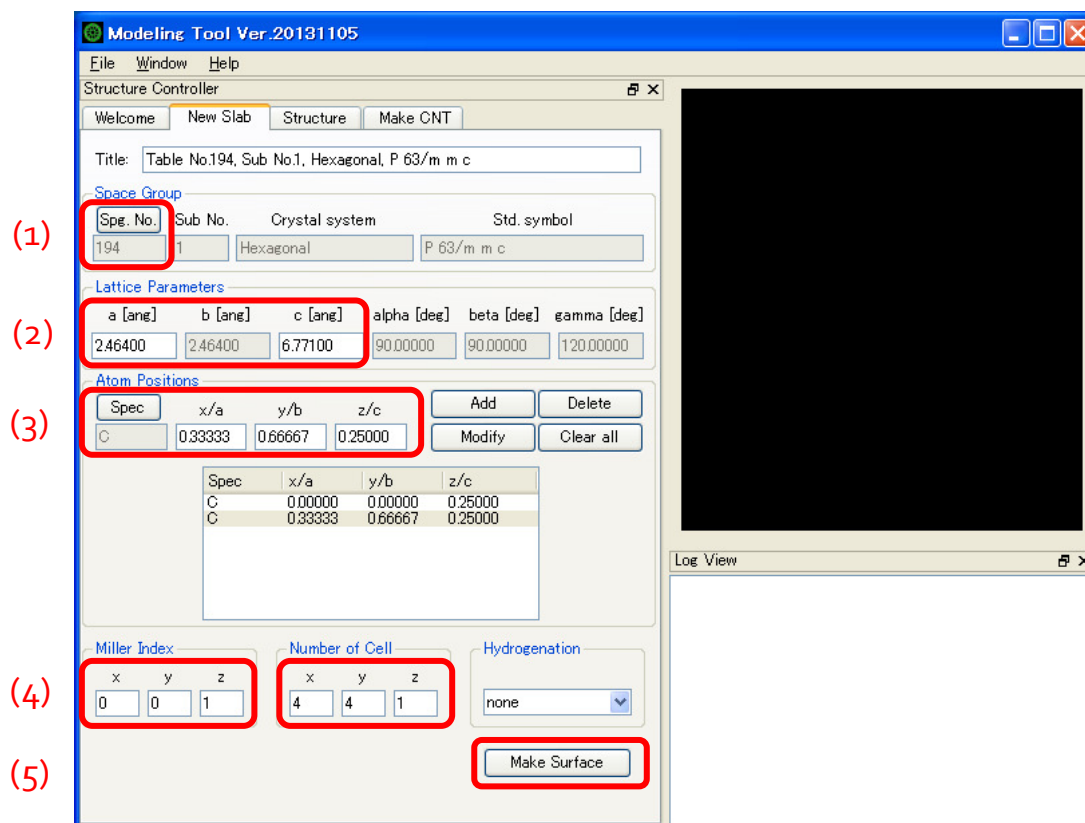 Modeling Tool Ver.20131105
File Window Help
Structure Controller
Welcome New Slab Structure Make CNT
Title: Table No.194, Sub No.1, Hexagonal, P 63/m m c
Space Group
(1)
Spg. No. Sub No. Crystal system Std. symbol
194 1 Hexagonal P 63/m m c
Lattice Parameters
(2)
a [ang] b [ang] c [ang] alpha [deg] beta [deg] gamma [deg]
2.46400 2.46400 6.77100 90.00000 90.00000 120.00000
Atom Positions
(3)
Spec x/a y/b z/c Add Delete
C 0.33333 0.66667 0.25000 Modify Clear all
Spec x/a y/b z/c
C 0.00000 0.00000 0.25000
C 0.33333 0.66667 0.25000
Log View
Miller Index Number of Cell Hydrogenation
(4)
x y z x y z
0 0 1 4 4 1 none
(5)
Make Surface